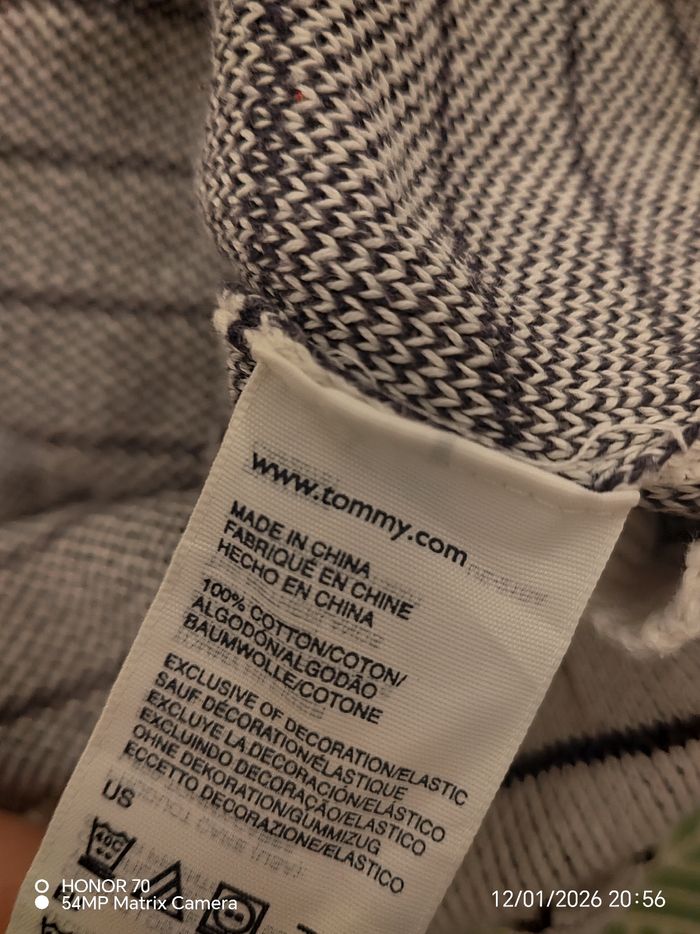 www.tommy.com
MADE IN CHINA
FABRIQUÉ EN CHINE
HECHO EN CHINA
100% COTTON/COTON/
ALGODÓN/ALGODÃO
BAUMWOLLE/COTONE
EXCLUSIVE OF DECORATION/ELASTIC
SAUF DÉCORATION/ÉLASTIQUE
EXCLUYE LA DECORACIÓN/ELÁSTICO
EXCLUINDO DECORAÇÃO/ELASTICO
OHNE DEKORATION/GUMMIZUG
ECCETTO DECORAZIONE/ELÁSTICO
US
40C
HONOR 70
54MP Matrix Camera
12/01/2026 20:56